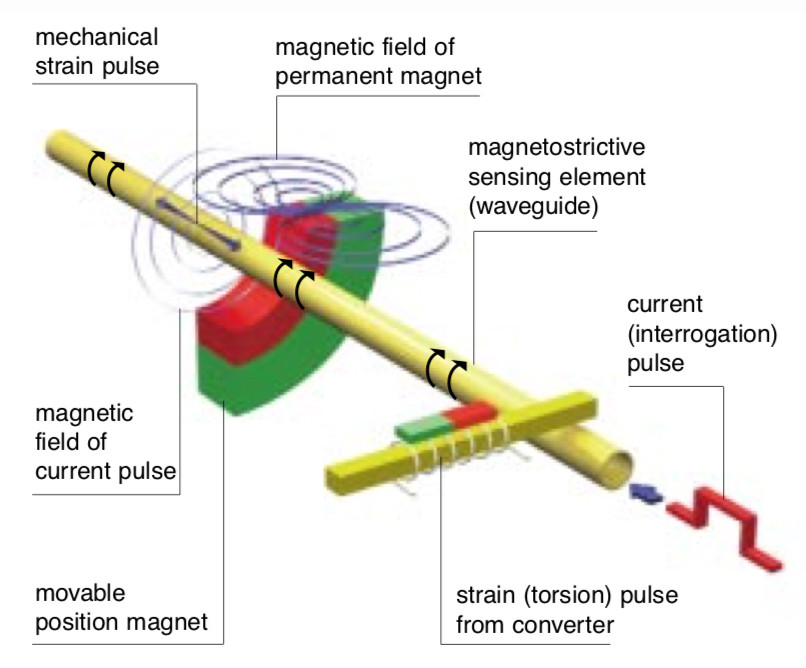 mechanical
strain pulse
magnetic field of
permanent magnet
magnetostrictive
sensing element
(waveguide)
current
(interrogation)
pulse
magnetic
field of
current pulse
movable
position magnet
strain (torsion) pulse
from converter